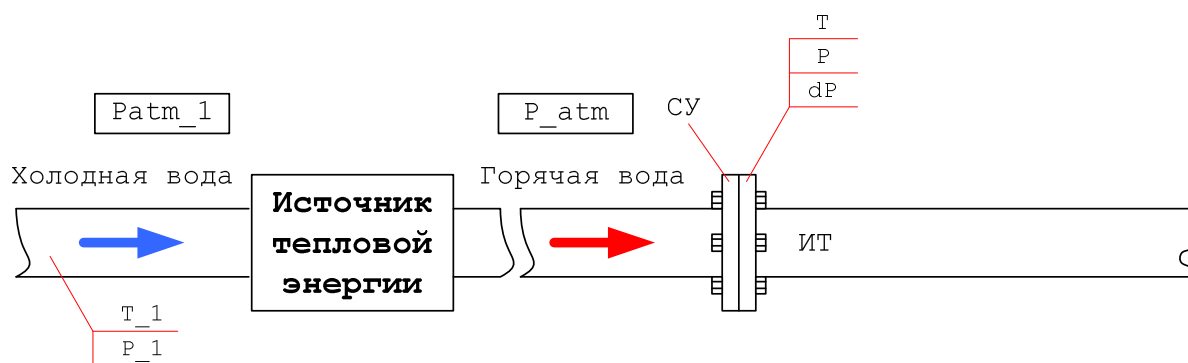 T
P
dP
Patm_1
P_atm
СУ
Холодная вода
Горячая вода
Источник
тепловой
энергии
ИТ
T_1
P_1